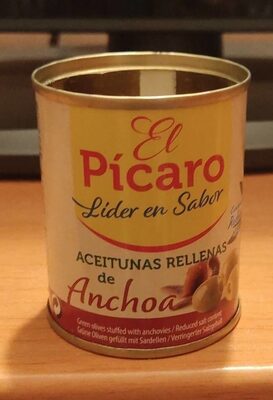 El
Pícaro
Líder en Sabor
ACEITUNAS RELLENAS
de
Anchoa
Green olives stuffed with anchovies / Reduced salt content
Grüne Oliven gefüllt mit Sardellen / Verringerter Salzgehalt